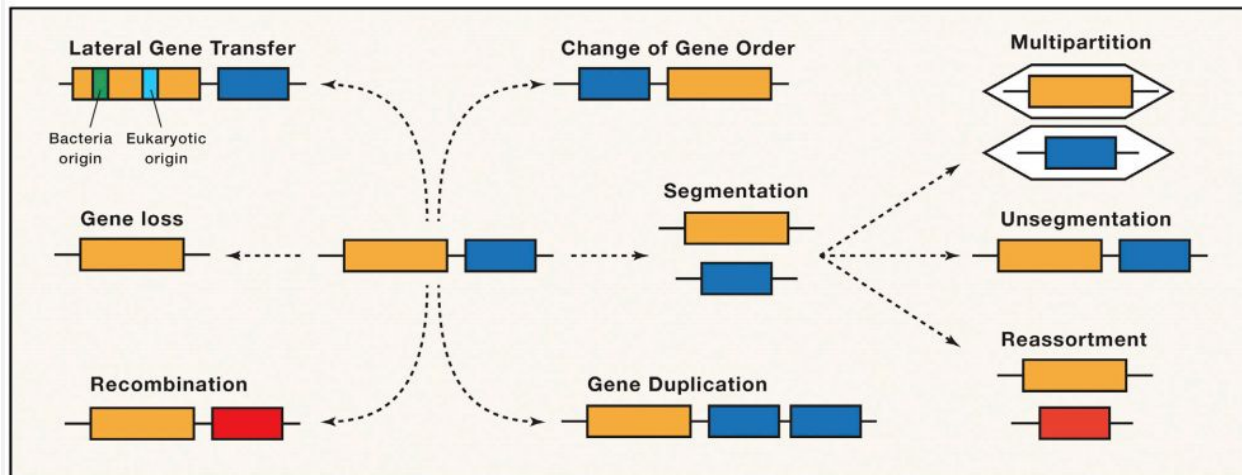 Lateral Gene Transfer
Bacteria
origin
Eukaryotic
origin
Change of Gene Order
Multipartition
Gene loss
Segmentation
Unsegmentation
Recombination
Gene Duplication
Reassortment